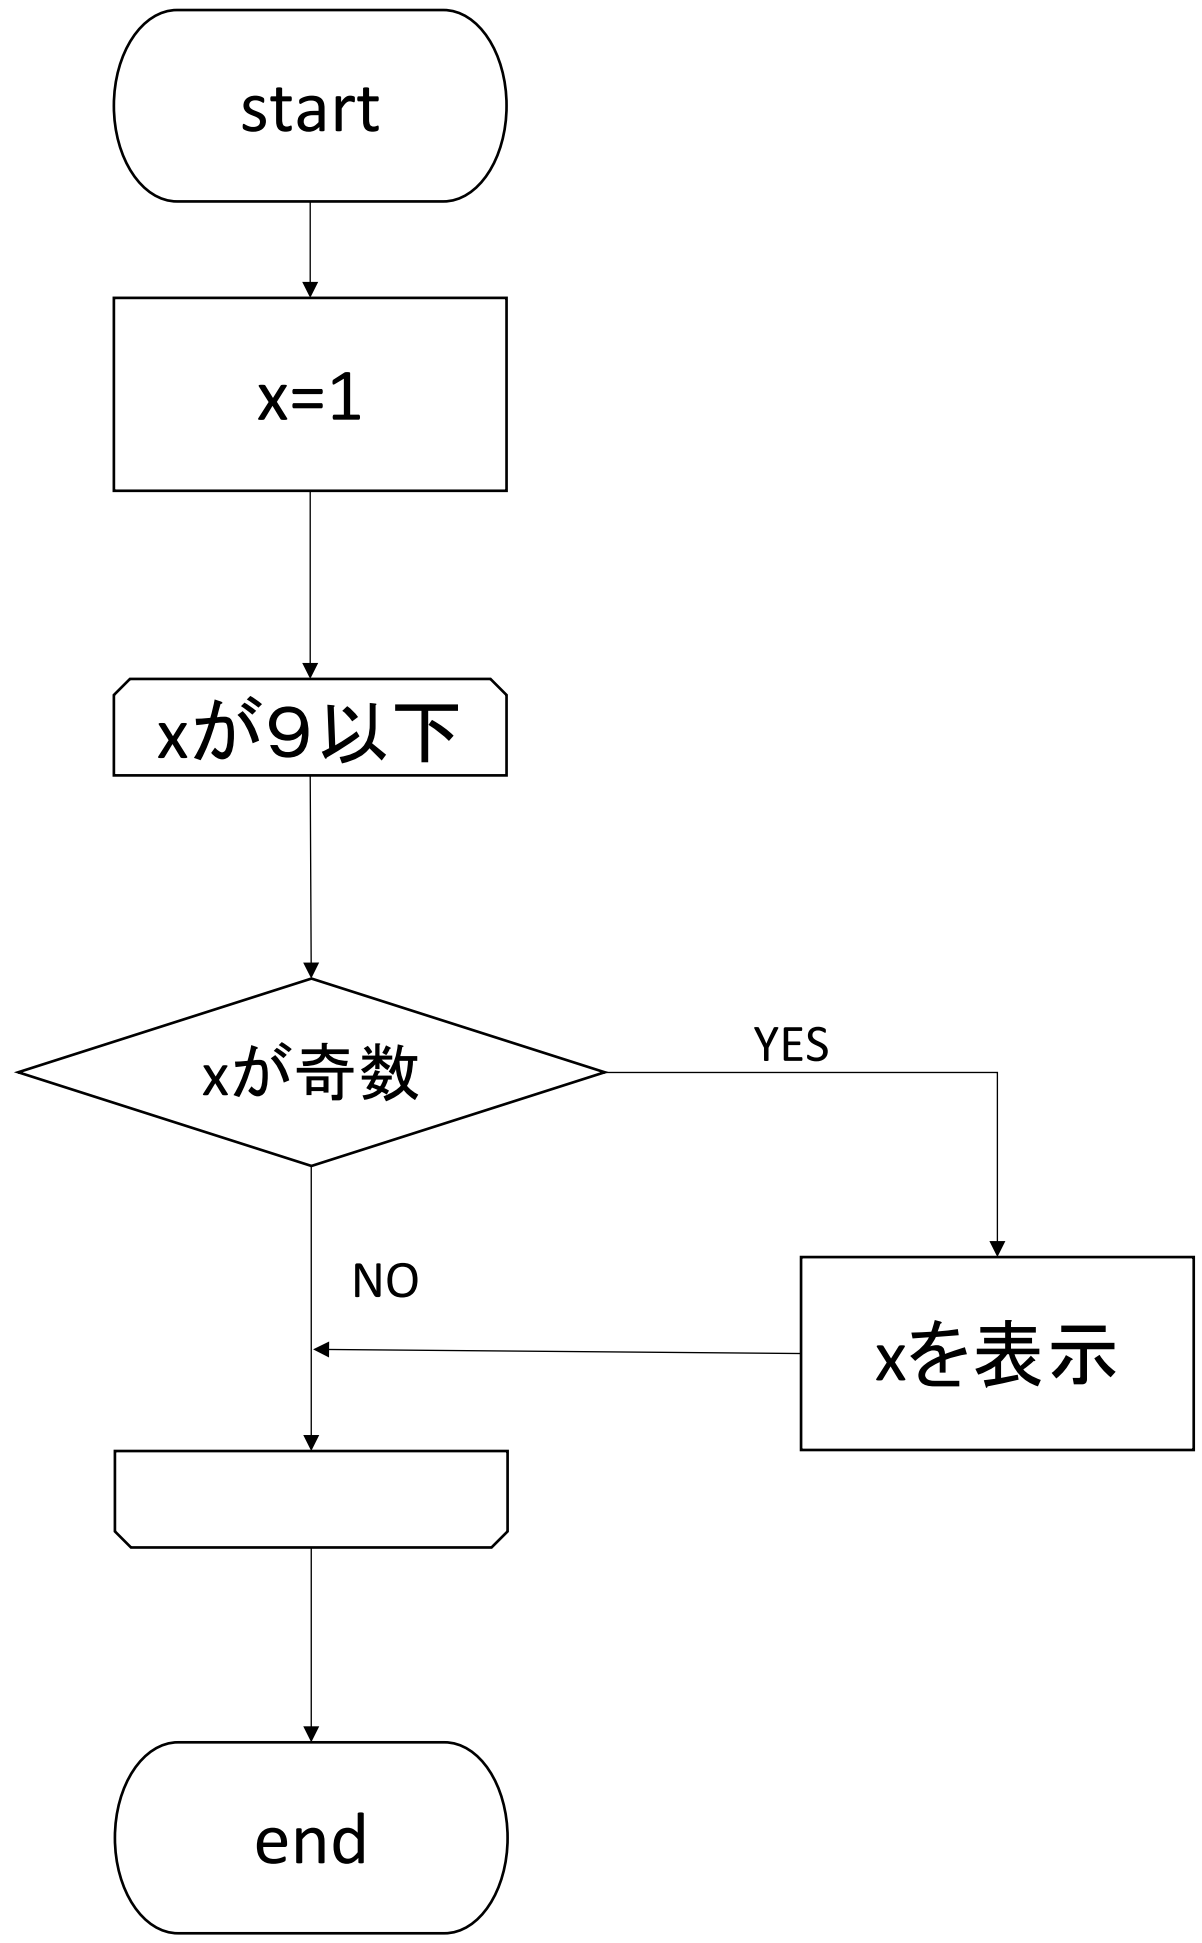 start
x=1
xが９以下
xが奇数
YES
NO
xを表示
end